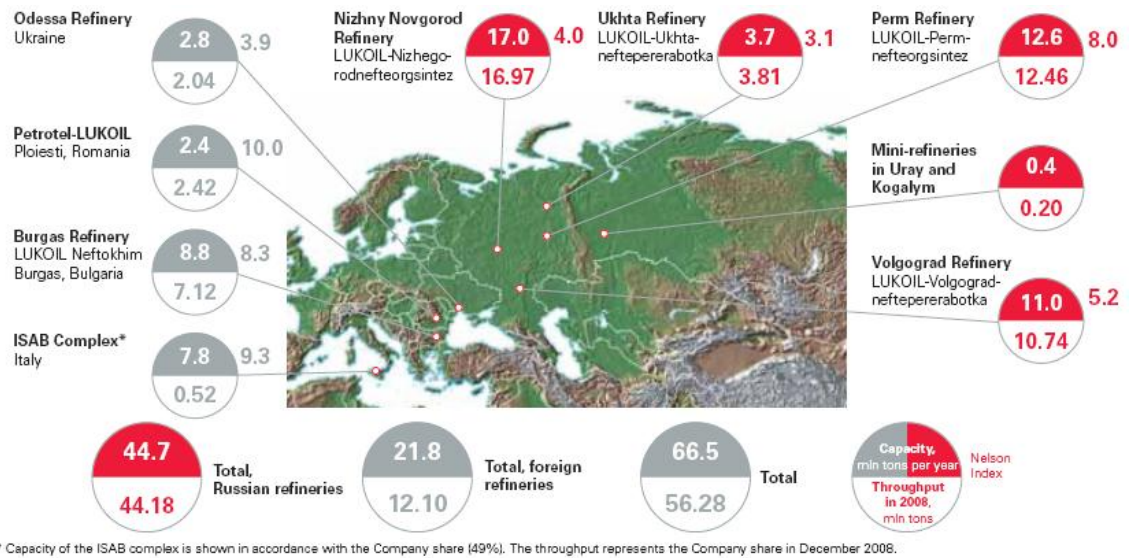 Odessa Refinery
Ukraine
2.8
3.9
2.04
Nizhny Novgorod
Refinery
LUKOIL-Nizhego-
rodnefteorgsintez
17.0
4.0
16.97
Ukhta Refinery
LUKOIL-Ukhta-
neftepererabotka
3.7
3.1
3.81
Perm Refinery
LUKOIL-Perm-
nefteorgsintez
12.6
8.0
12.46
Petrotel-LUKOIL
Ploiesti, Romania
2.4
10.0
2.42
Mini-refineries
in Uray and
Kogalym
0.4
0.20
Burgas Refinery
LUKOIL Neftokhim
Burgas, Bulgaria
8.8
8.3
7.12
Volgograd Refinery
LUKOIL-Volgograd-
neftepererabotka
11.0
5.2
10.74
ISAB Complex*
Italy
7.8
9.3
0.52
44.7
44.18
Total,
Russian refineries
21.8
12.10
Total, foreign
refineries
66.5
56.28
Total
Capacity,
mln tons per year
Throughput
in 2008,
mln tons
Nelson
Index
* Capacity of the ISAB complex is shown in accordance with the Company share (49%). The throughput represents the Company share in December 2008.